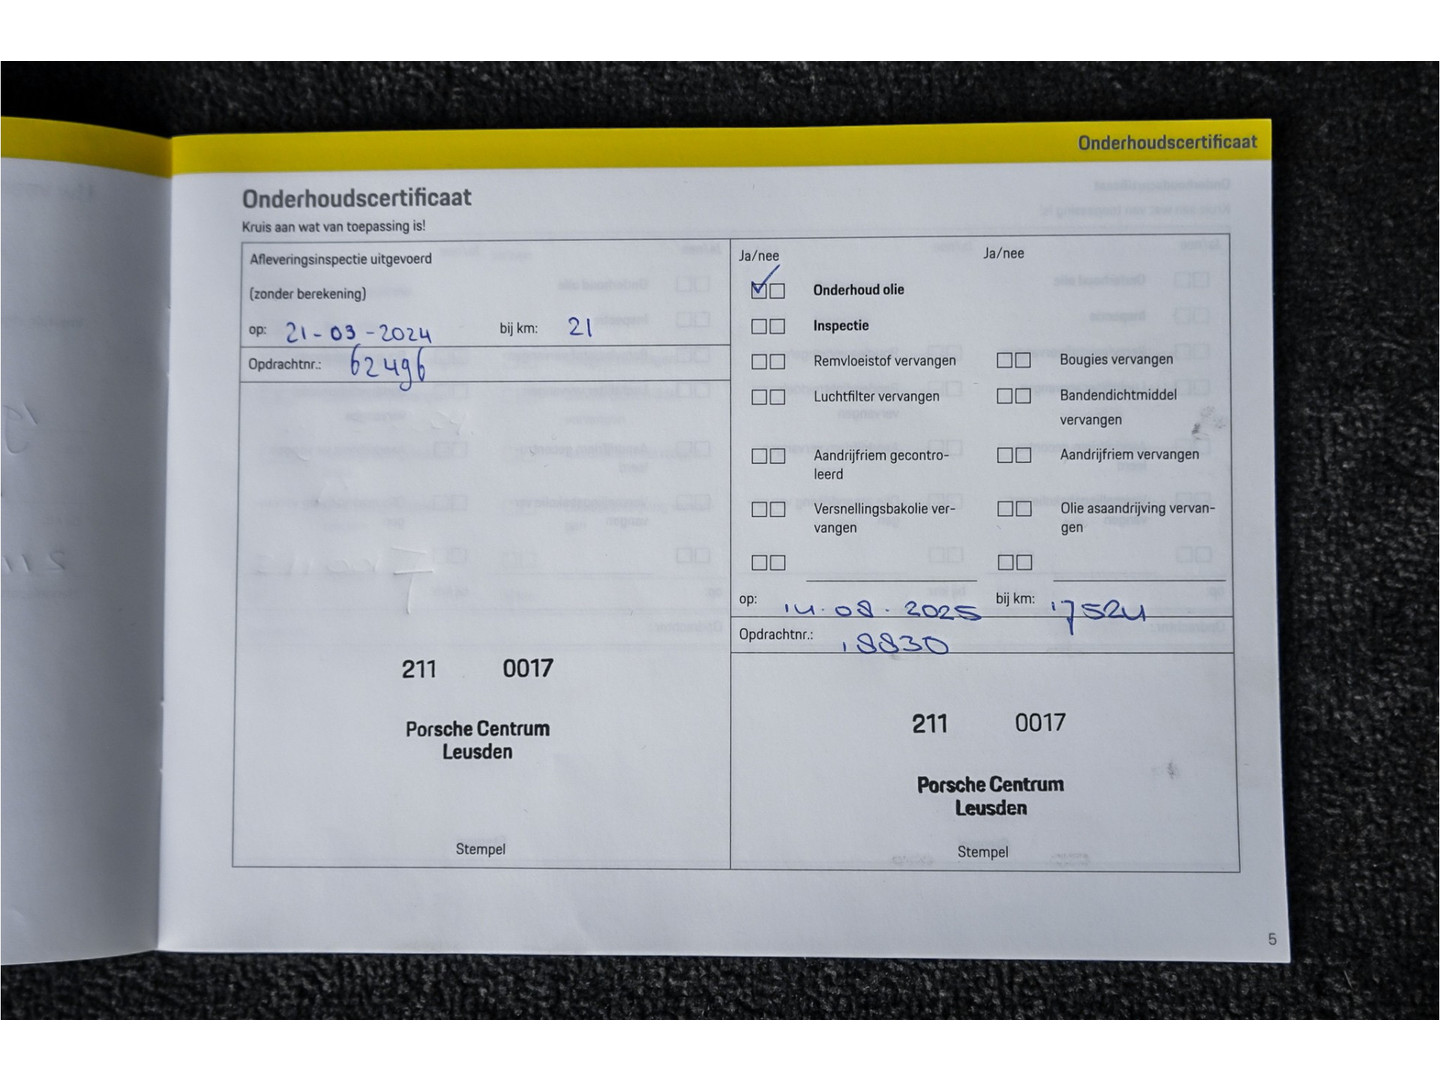 Onderhoudscertificaat
Onderhoudscertificaat
Kruis aan wat van toepassing is!
Afleveringsinspectie uitgevoerd
(zonder berekening)
op: 21-03-2024 bij km: 21
Opdrachtnr.: 62496
211 0017
Porsche Centrum
Leusden
Stempel
Ja/nee Ja/nee
Onderhoud olie
Inspectie
Remvloeistof vervangen Bougies vervangen
Luchtfilter vervangen Bandendichtmiddel
vervangen
Aandrijfriem gecontro- Aandrijfriem vervangen
leerd
Versnellingsbakolie ver- Olie asaandrijving vervan-
vangen gen
op: 14-08-2025 bij km: 17524
Opdrachtnr.: 18830
211 0017
Porsche Centrum
Leusden
Stempel
5